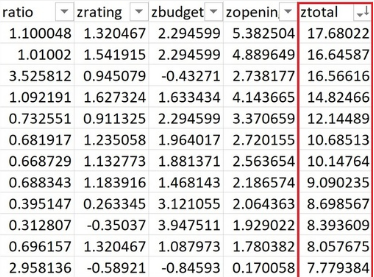 ratio zrating zbudget zopenin ztotal
1.100048 1.320467 2.294599 5.382504 17.68022
1.01002 1.541915 2.294599 4.889649 16.64587
3.525812 0.945079 -0.43271 2.738177 16.56616
1.092191 1.627324 1.633434 4.143665 14.82466
0.732551 0.911325 2.294599 3.370659 12.14489
0.681917 1.235058 1.964017 2.720155 10.68513
0.668729 1.132773 1.881371 2.563654 10.14764
0.688343 1.183916 1.468143 2.186574 9.090235
0.395147 0.263345 3.121055 2.064363 8.698567
0.312807 -0.35037 3.947511 1.929022 8.393609
0.696157 1.320467 1.087973 1.780382 8.057675
2.958136 -0.58921 -0.84593 0.170058 7.779384